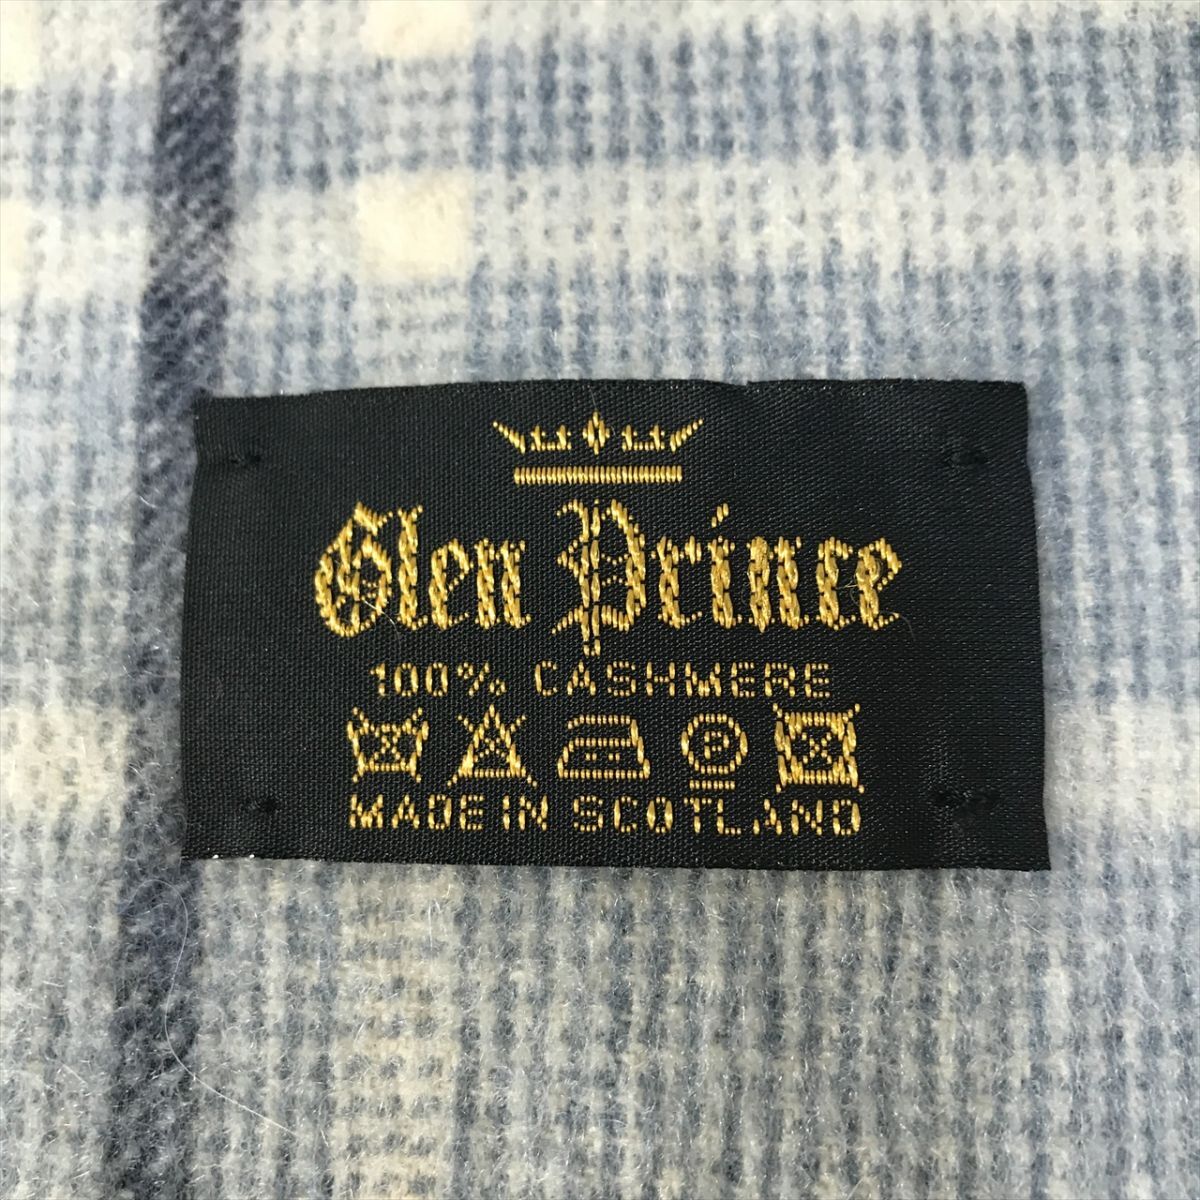 Glen Prince
100% CASHMERE
P
MADE IN SCOTLAND